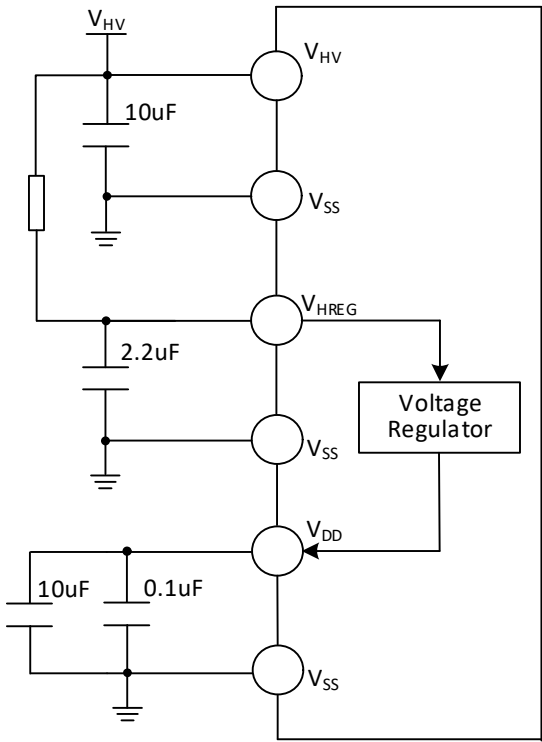 V_HV
V_HV
10uF
V_SS
V_HREG
2.2uF
Voltage
Regulator
V_SS
V_DD
10uF
0.1uF
V_SS